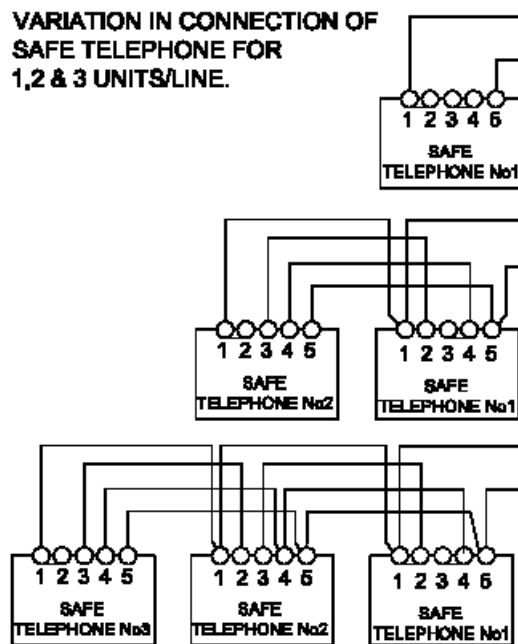 VARIATION IN CONNECTION OF
SAFE TELEPHONE FOR
1,2 & 3 UNITS/LINE.
1 2 3 4 5
SAFE
TELEPHONE No1
1 2 3 4 5
SAFE
TELEPHONE No2
1 2 3 4 5
SAFE
TELEPHONE No1
1 2 3 4 5
SAFE
TELEPHONE No3
1 2 3 4 5
SAFE
TELEPHONE No2
1 2 3 4 5
SAFE
TELEPHONE No1